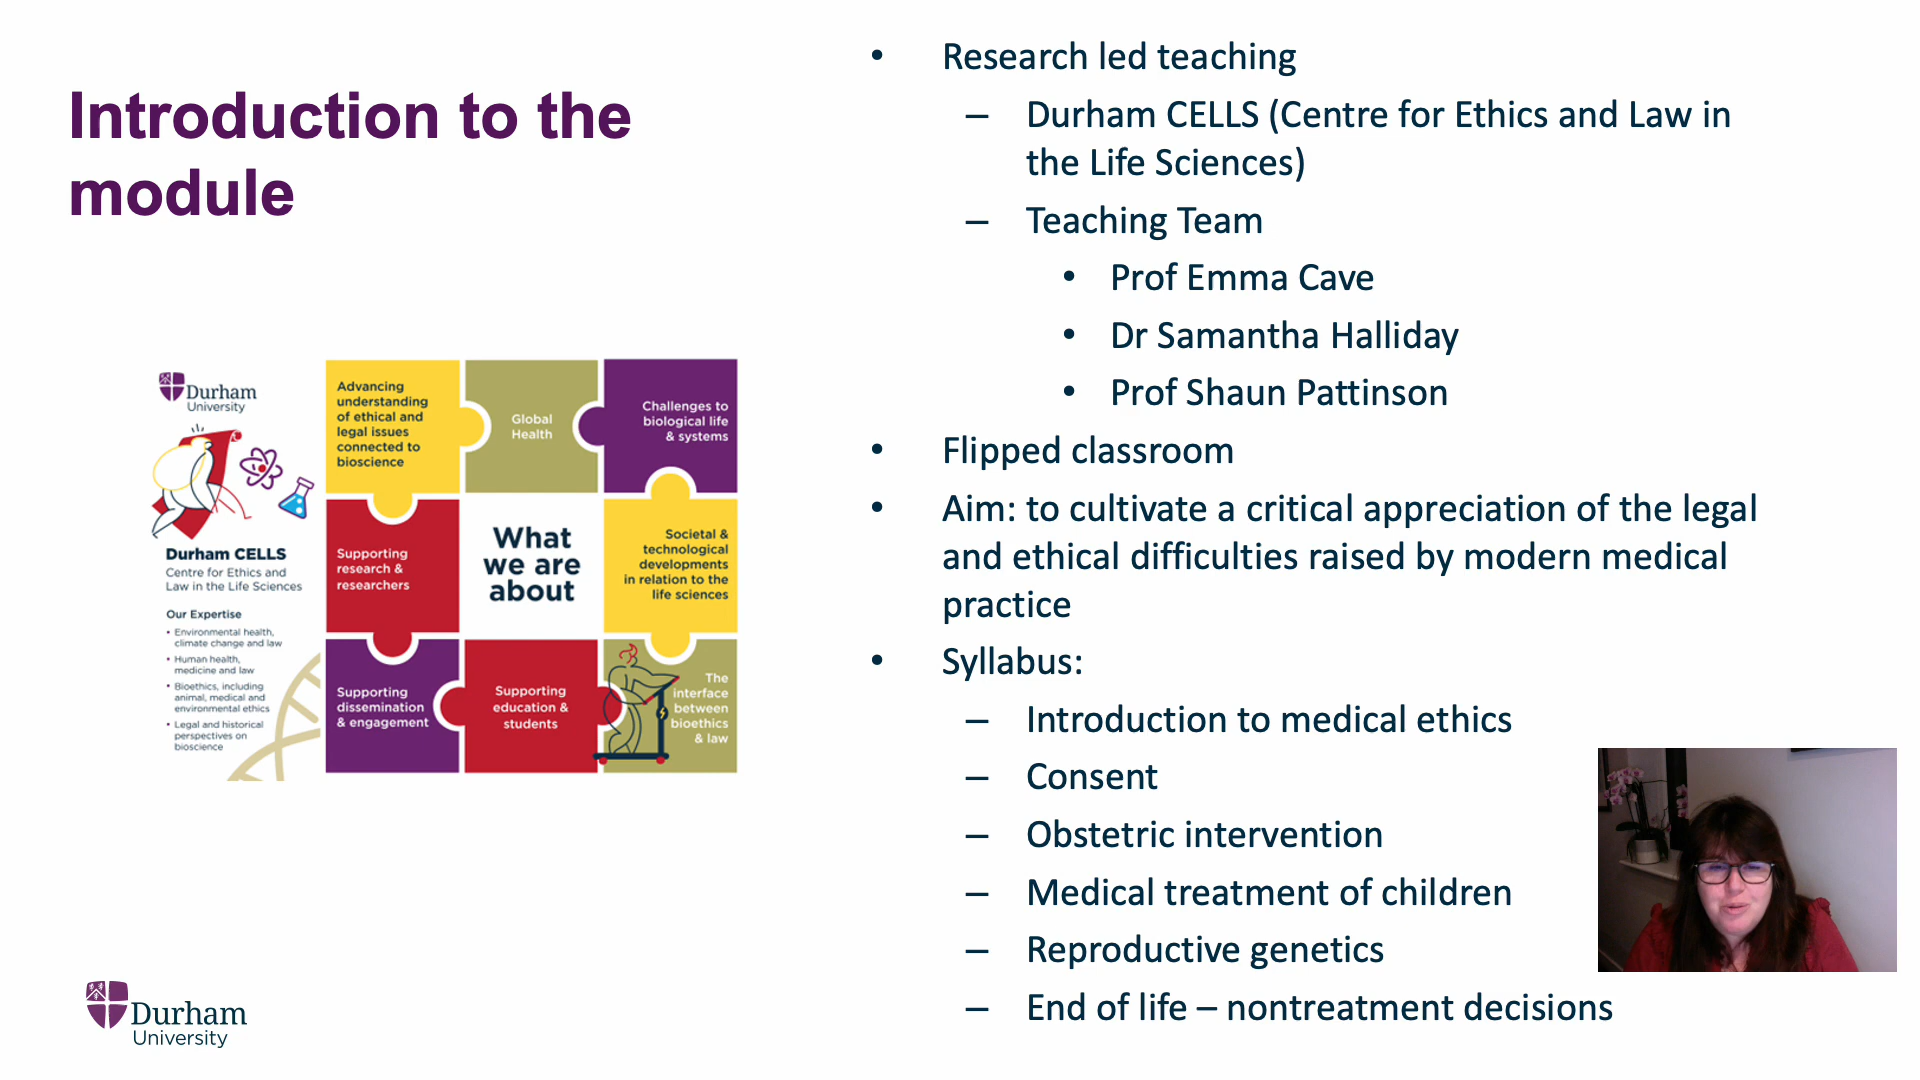 Introduction to the
module
Durham
University
Durham CELLS
Centre for Ethics and
Law in the Life Sciences
Our Expertise
• Environmental health,
climate change and law
• Human health,
medicine and law
• Bioethics, including
animal, medical and
environmental ethics
• Legal and historical
perspectives on
bioscience
Advancing
understanding
of ethical and
legal issues
connected to
bioscience
Global
Health
Challenges to
biological life
& systems
Supporting
research &
researchers
What
we are
about
Societal &
technological
developments
in relation to the
life sciences
Supporting
dissemination
& engagement
Supporting
education &
students
The
interface
between
bioethics
& law
Durham
University
• Research led teaching
– Durham CELLS (Centre for Ethics and Law in
the Life Sciences)
– Teaching Team
• Prof Emma Cave
• Dr Samantha Halliday
• Prof Shaun Pattinson
• Flipped classroom
• Aim: to cultivate a critical appreciation of the legal
and ethical difficulties raised by modern medical
practice
• Syllabus:
– Introduction to medical ethics
– Consent
– Obstetric intervention
– Medical treatment of children
– Reproductive genetics
– End of life – nontreatment decisions